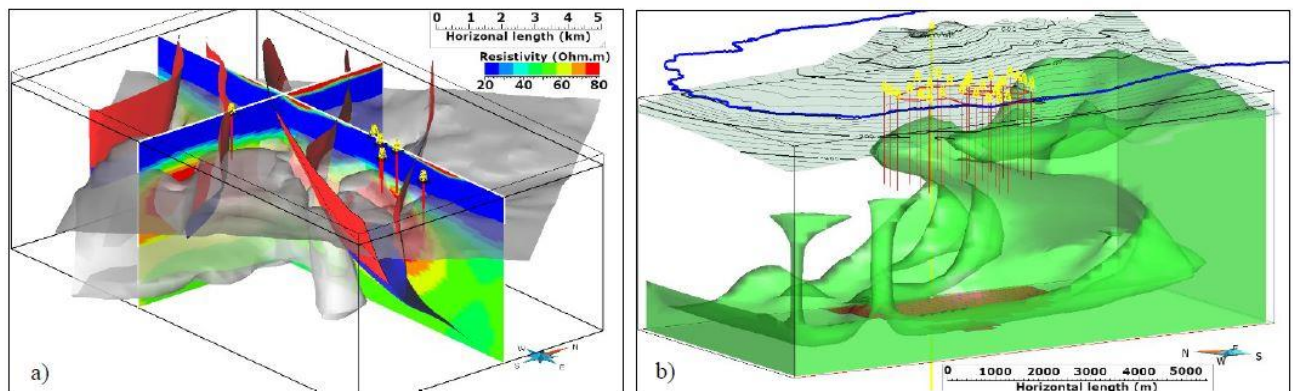 0 1 2 3 4 5
Horizonal length (km)
Resistivity (Ohm.m)
20 40 60 80
W N
S E
a)
N E
W S
0 1000 2000 3000 4000 5000
Horizontal length (m)
b)